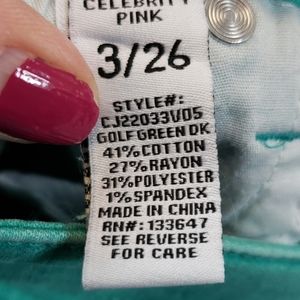 CELEBRITY
PINK
3/26
STYLE#:
CJ22033V05
GOLF GREEN DK
41% COTTON
27% RAYON
31% POLYESTER
1% SPANDEX
MADE IN CHINA
RN#: 133647
SEE REVERSE
FOR CARE